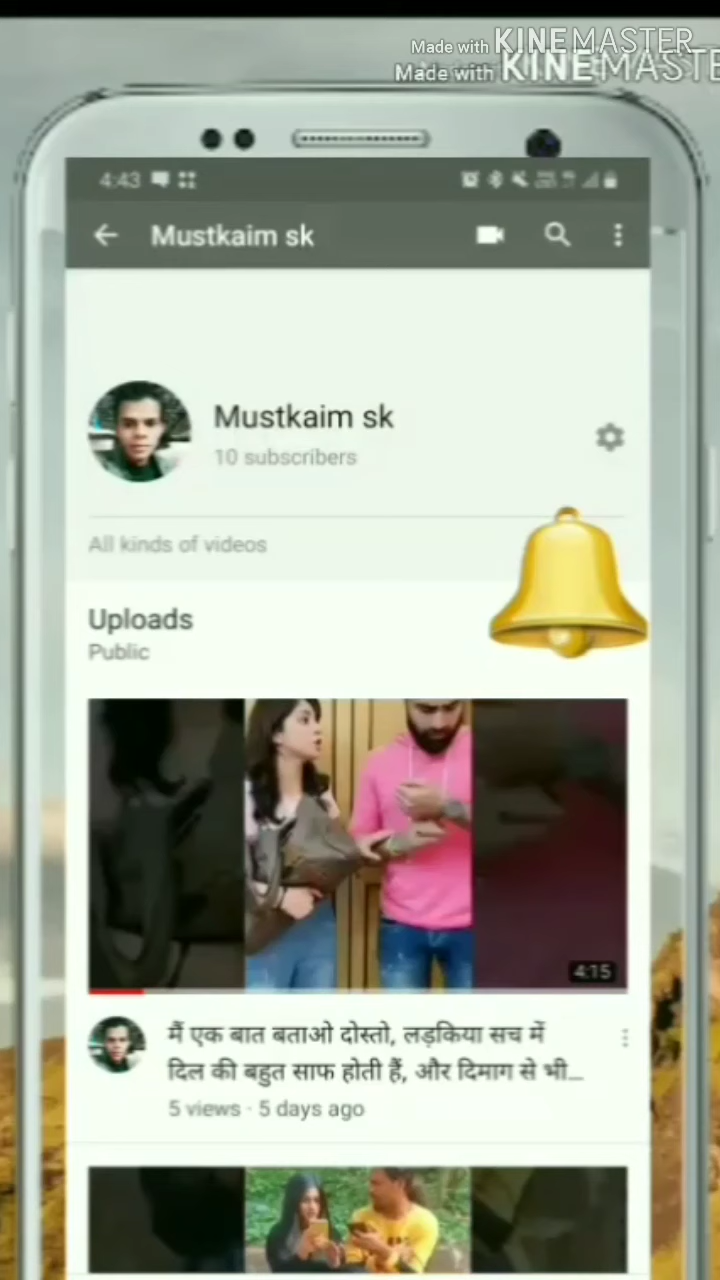 Made with KINEMASTER
Made with KINEMASTE
4:43
Mustkaim sk
Mustkaim sk
10 subscribers
All kinds of videos
Uploads
Public
4:15
मैं एक बात बताओ दोस्तो, लड़किया सच में
दिल की बहुत साफ होती हैं, और दिमाग से भी...
5 views · 5 days ago